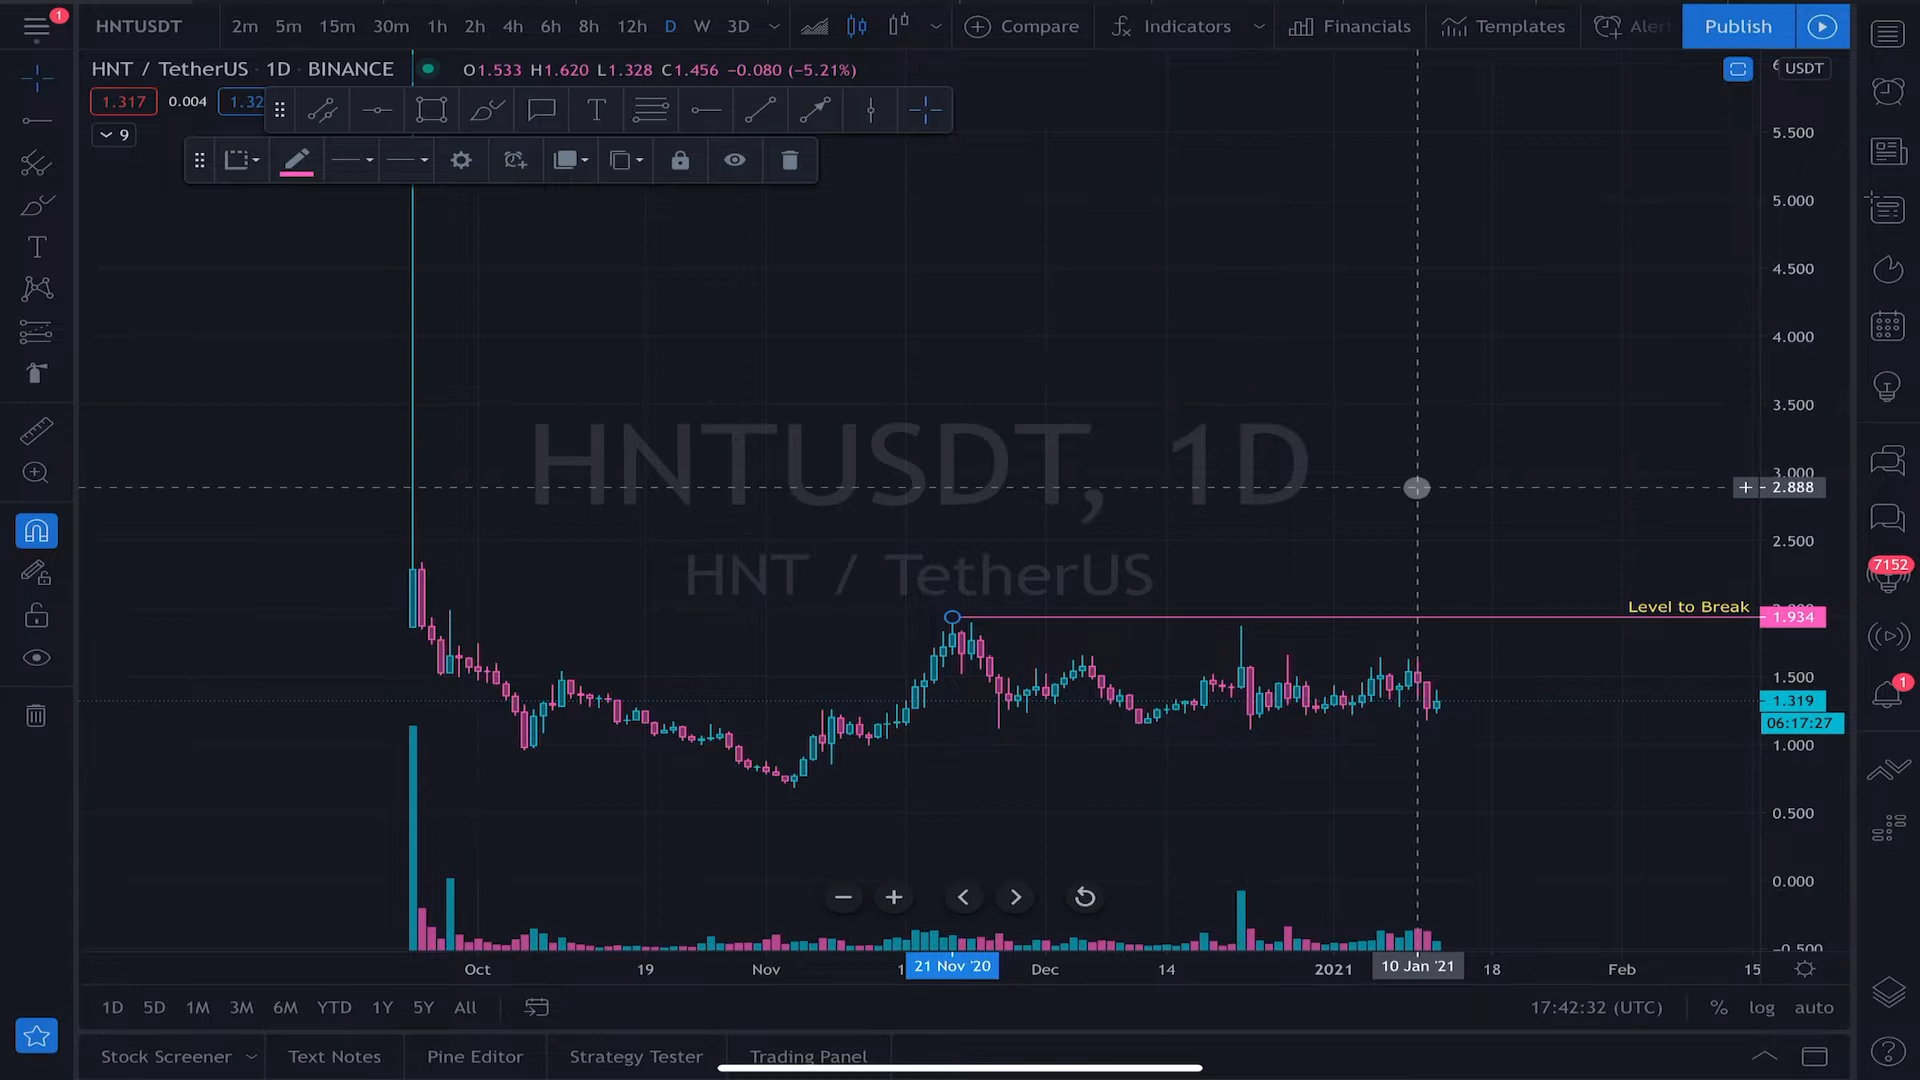 1
HNTUSDT 2m 5m 15m 30m 1h 2h 4h 6h 8h 12h D W 3D Compare Indicators Financials Templates Alert Publish
HNT / TetherUS 1D BINANCE O1.533 H1.620 L1.328 C1.456 −0.080 (−5.21%) USDT
1.317 0.004 1.32
9
5.500
5.000
4.500
4.000
3.500
HNTUSDT, 1D
3.000
+ 2.888
2.500
HNT / TetherUS
7152
Level to Break
1.934
1.500
1
1.319
06:17:27
1.000
0.500
0.000
−0.500
Oct 19 Nov 1 21 Nov '20 Dec 14 2021 10 Jan '21 18 Feb 15
1D 5D 1M 3M 6M YTD 1Y 5Y All 17:42:32 (UTC) % log auto
Stock Screener Text Notes Pine Editor Strategy Tester Trading Panel